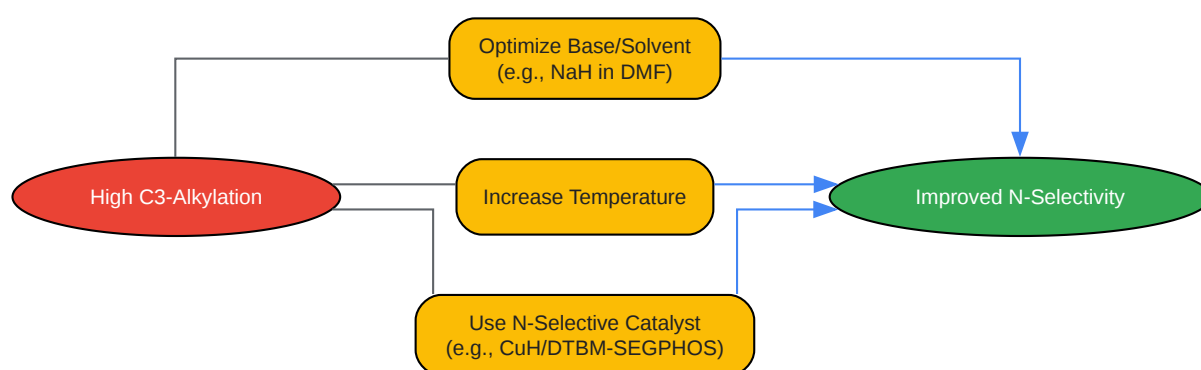 Optimize Base/Solvent
(e.g., NaH in DMF)
High C3-Alkylation
Increase Temperature
Improved N-Selectivity
Use N-Selective Catalyst
(e.g., CuH/DTBM-SEGPHOS)